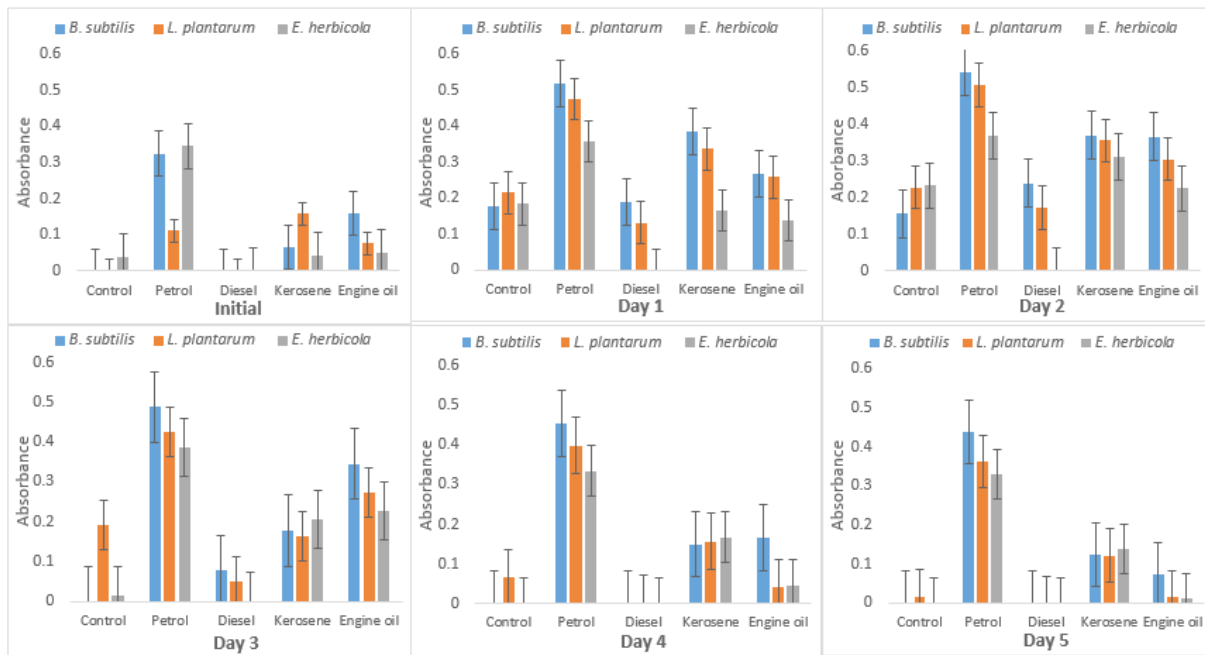 B. subtilis L. plantarum E. herbicola
0.6
0.5
0.4
0.3
0.2
0.1
0
Absorbance
Control Petrol Diesel Kerosene Engine oil
Initial
B. subtilis L. plantarum E. herbicola
0.6
0.5
0.4
0.3
0.2
0.1
0
Absorbance
Control Petrol Diesel Kerosene Engine oil
Day 1
B. subtilis L. plantarum E. herbicola
0.6
0.5
0.4
0.3
0.2
0.1
0
Absorbance
Control Petrol Diesel Kerosene Engine oil
Day 2
B. subtilis L. plantarum E. herbicola
0.6
0.5
0.4
0.3
0.2
0.1
0
Absorbance
Control Petrol Diesel Kerosene Engine oil
Day 3
B. subtilis L. plantarum E. herbicola
0.6
0.5
0.4
0.3
0.2
0.1
0
Absorbance
Control Petrol Diesel Kerosene Engine oil
Day 4
B. subtilis L. plantarum E. herbicola
0.6
0.5
0.4
0.3
0.2
0.1
0
Absorbance
Control Petrol Diesel Kerosene Engine oil
Day 5